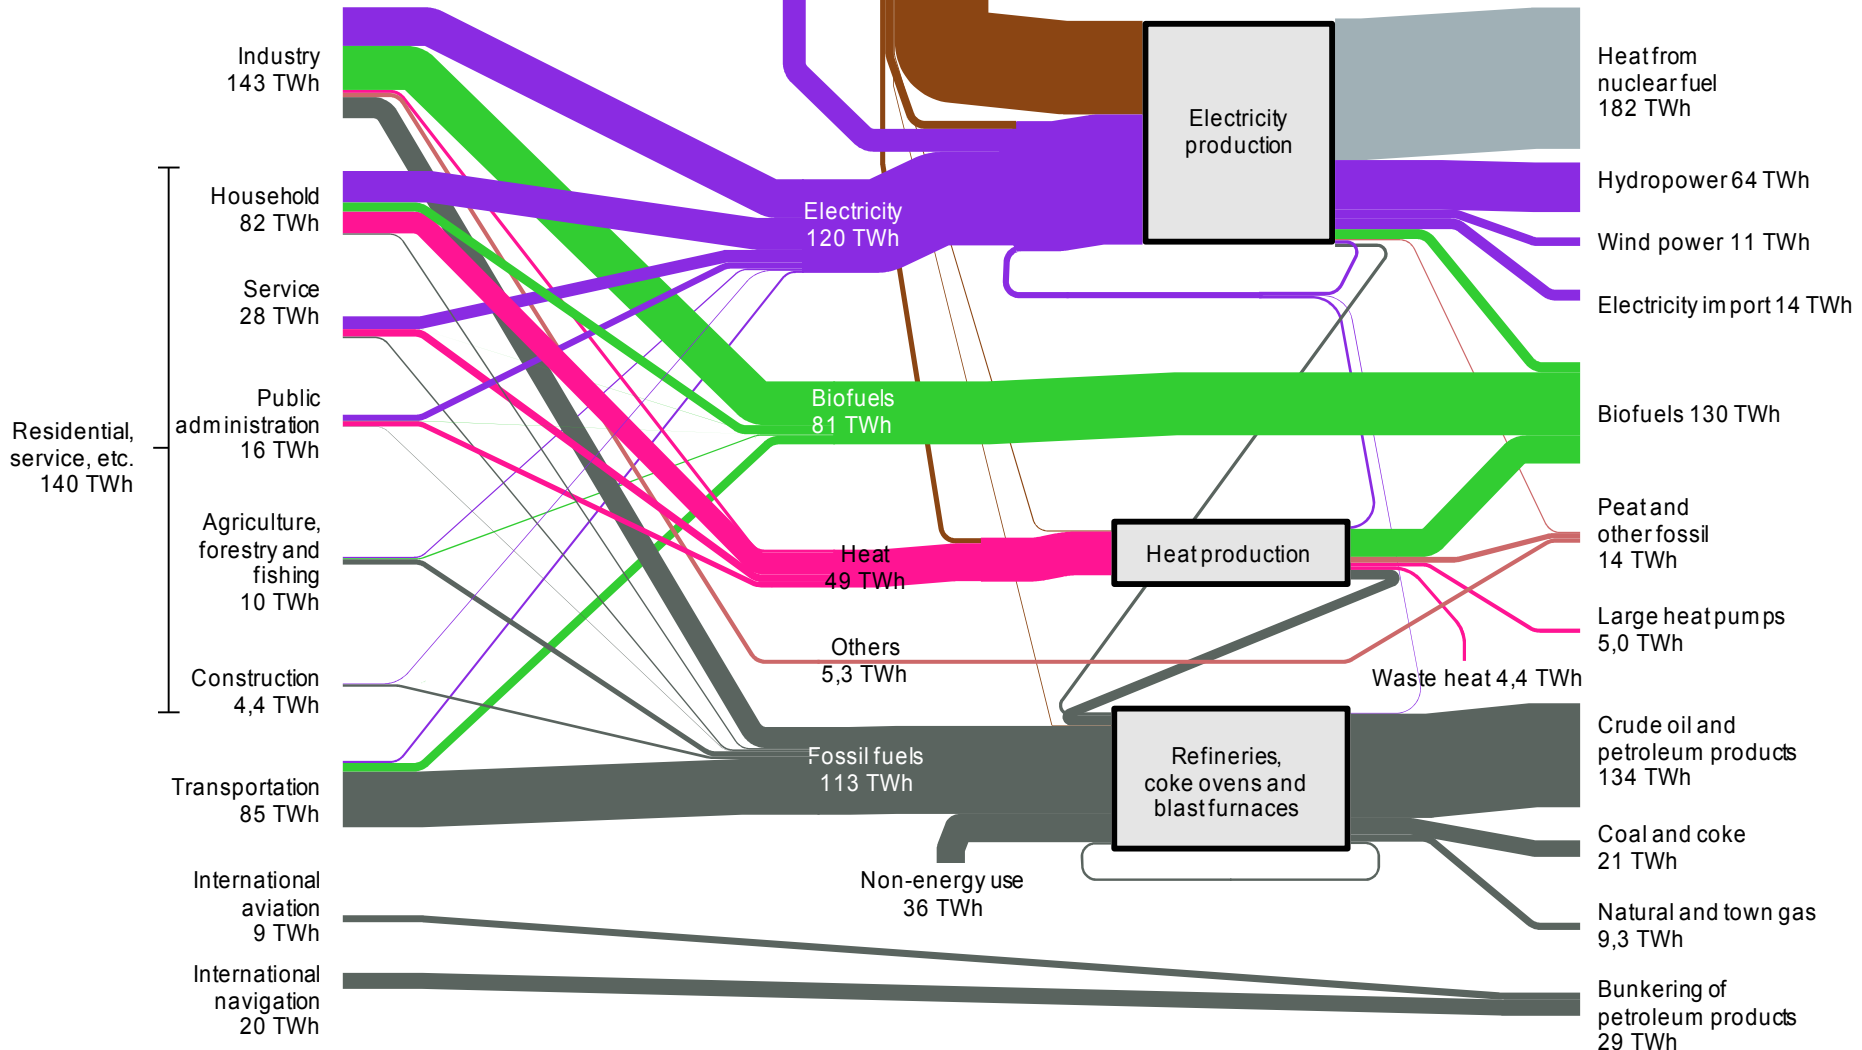 Industry
143 TWh
Household
82 TWh
Service
28 TWh
Public
administration
16 TWh
Residential,
service, etc.
140 TWh
Agriculture,
forestry and
fishing
10 TWh
Construction
4,4 TWh
Transportation
85 TWh
International
aviation
9 TWh
International
navigation
20 TWh
Electricity
120 TWh
Biofuels
81 TWh
Heat
49 TWh
Others
5,3 TWh
Fossil fuels
113 TWh
Non-energy use
36 TWh
Electricity
production
Heat production
Refineries,
coke ovens and
blast furnaces
Heat from
nuclear fuel
182 TWh
Hydropower 64 TWh
Wind power 11 TWh
Electricity import 14 TWh
Biofuels 130 TWh
Peat and
other fossil
14 TWh
Large heat pumps
5,0 TWh
Waste heat 4,4 TWh
Crude oil and
petroleum products
134 TWh
Coal and coke
21 TWh
Natural and town gas
9,3 TWh
Bunkering of
petroleum products
29 TWh